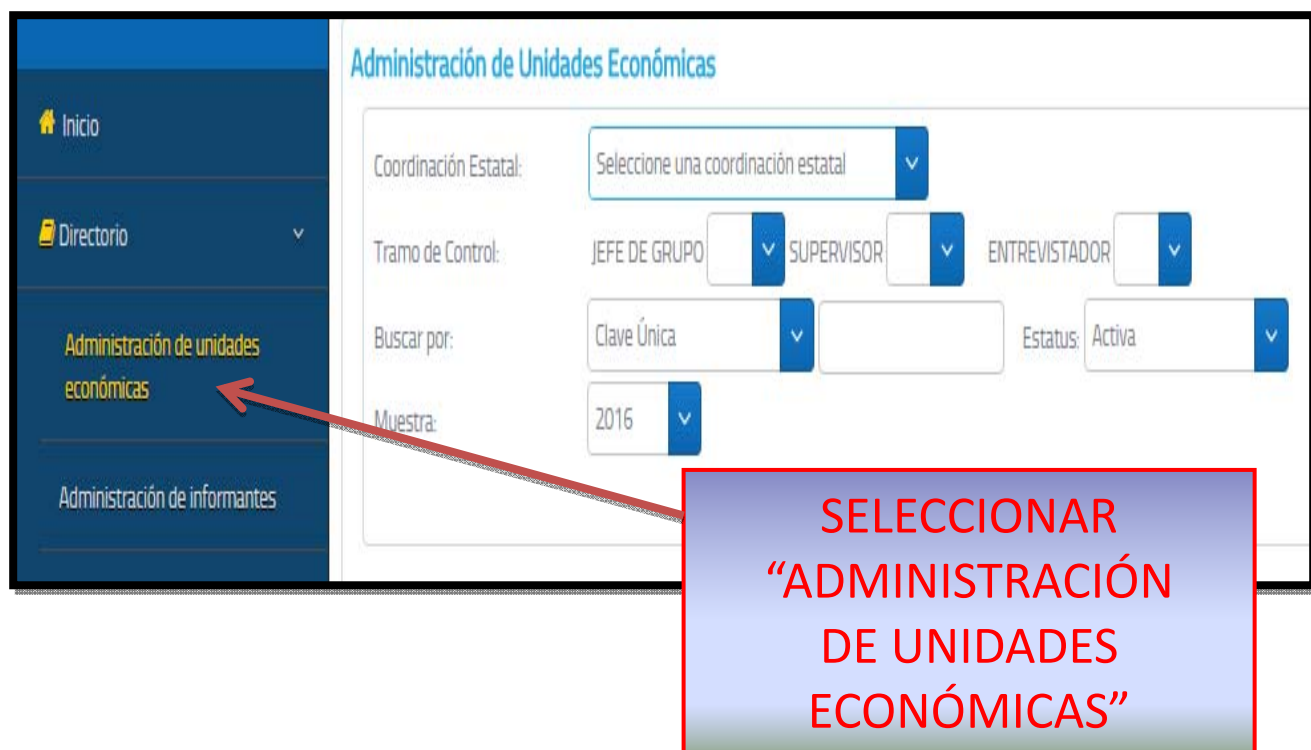 Administración de Unidades Económicas
Inicio
Directorio
Administración de unidades
económicas
Administración de informantes
Coordinación Estatal: Seleccione una coordinación estatal
Tramo de Control: JEFE DE GRUPO SUPERVISOR ENTREVISTADOR
Buscar por: Clave Única Estatus: Activa
Muestra: 2016
SELECCIONAR
“ADMINISTRACIÓN
DE UNIDADES
ECONÓMICAS”